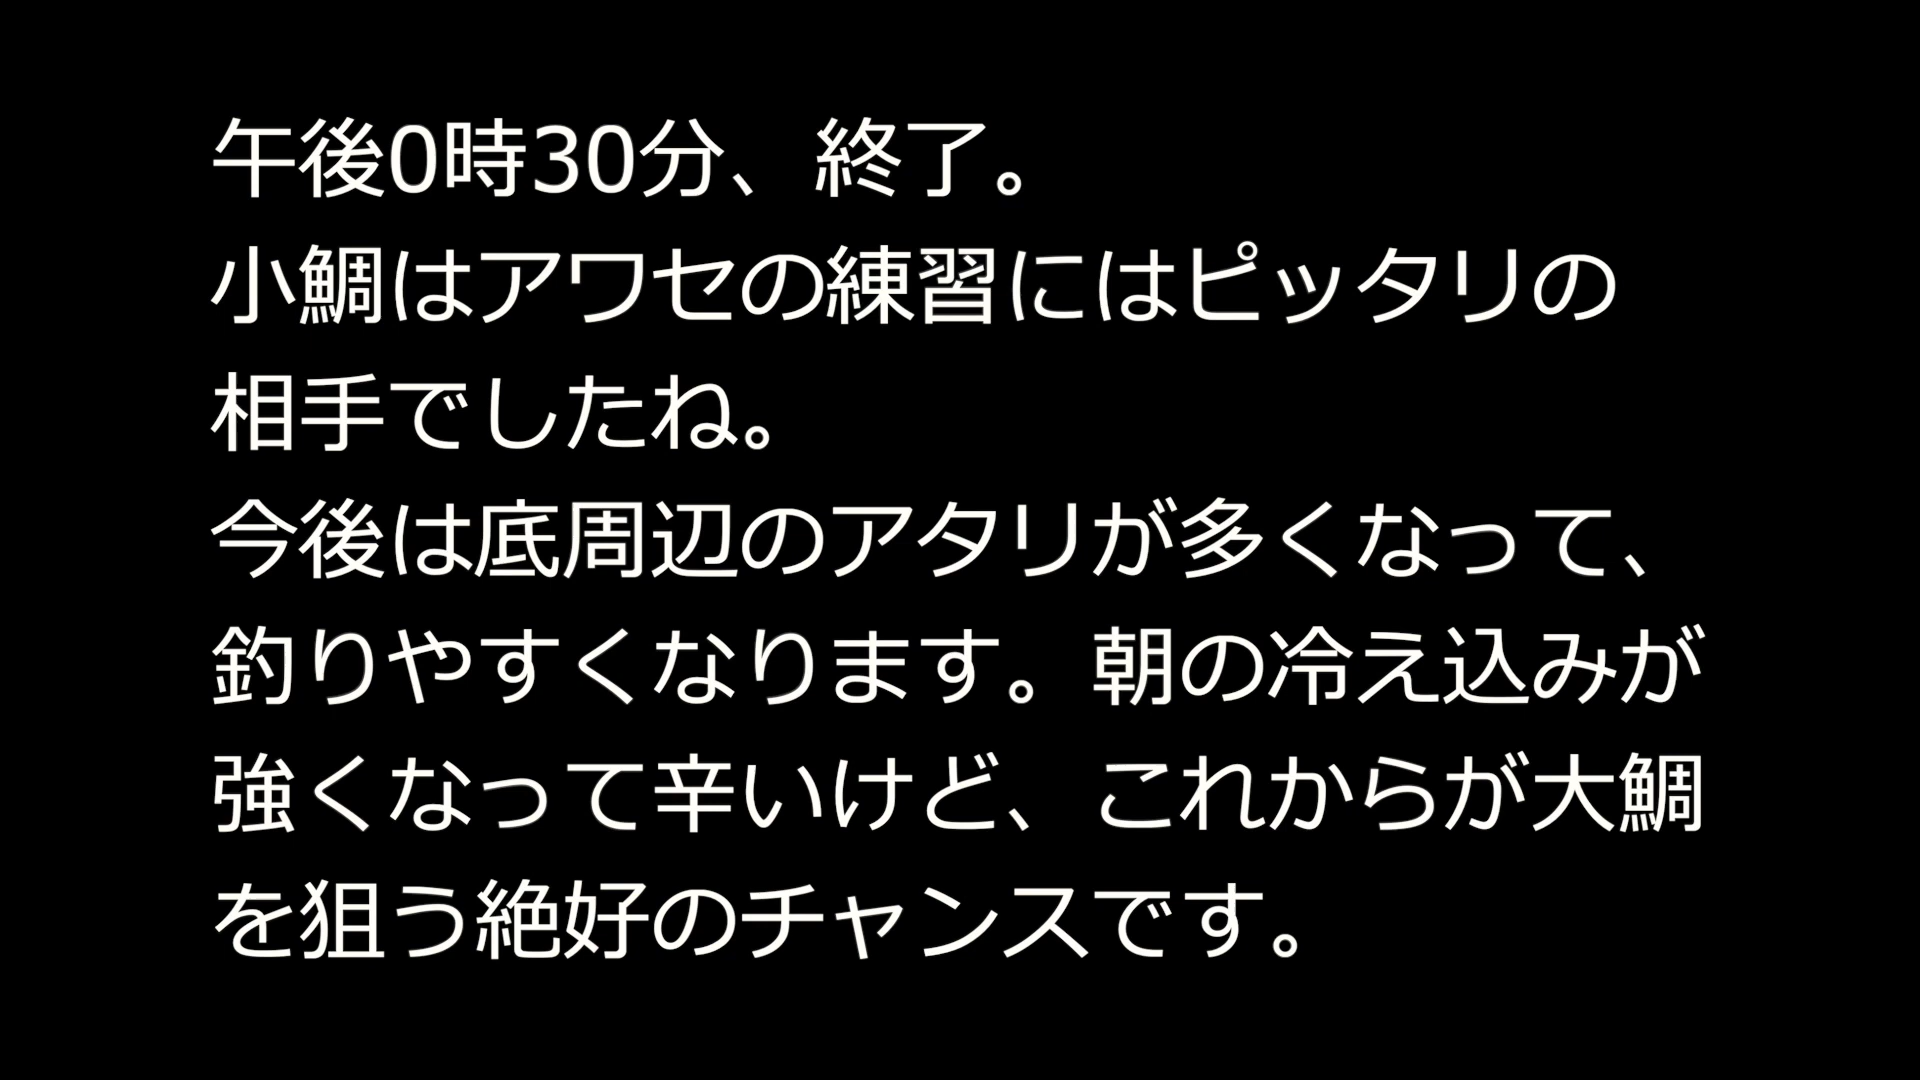 午後0時30分、終了。
小鯛はアワセの練習にはピッタリの
相手でしたね。
今後は底周辺のアタリが多くなって、
釣りやすくなります。朝の冷え込みが
強くなって辛いけど、これからが大鯛
を狙う絶好のチャンスです。